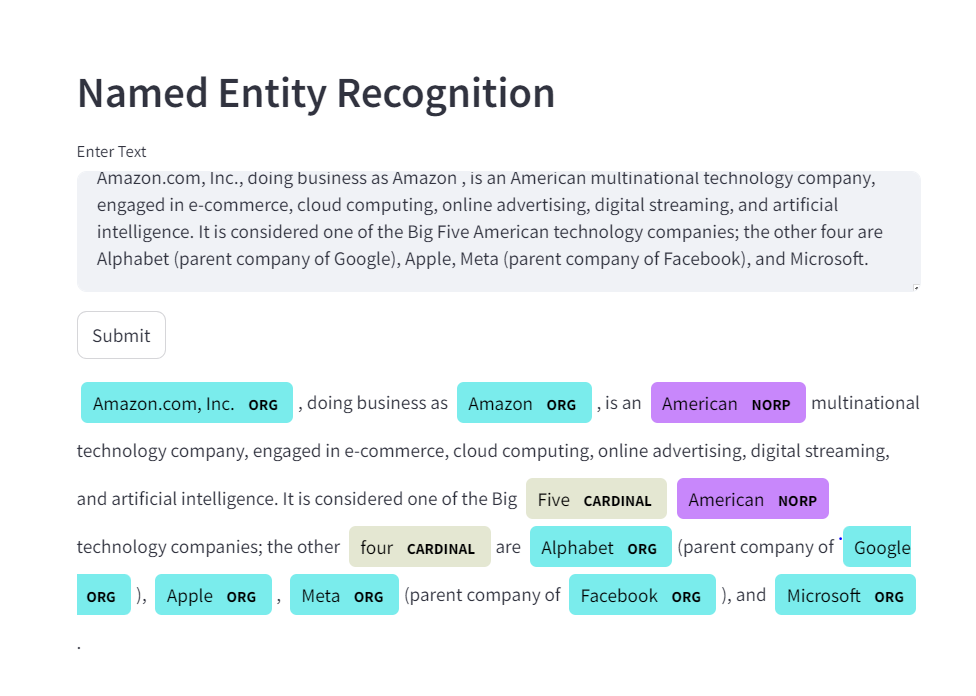 Named Entity Recognition
Enter Text
Amazon.com, Inc., doing business as Amazon , is an American multinational technology company,
engaged in e-commerce, cloud computing, online advertising, digital streaming, and artificial
intelligence. It is considered one of the Big Five American technology companies; the other four are
Alphabet (parent company of Google), Apple, Meta (parent company of Facebook), and Microsoft.
Submit
Amazon.com, Inc. ORG , doing business as Amazon ORG , is an American NORP multinational
technology company, engaged in e-commerce, cloud computing, online advertising, digital streaming,
and artificial intelligence. It is considered one of the Big Five CARDINAL American NORP
technology companies; the other four CARDINAL are Alphabet ORG (parent company of Google
ORG ), Apple ORG , Meta ORG (parent company of Facebook ORG ), and Microsoft ORG
.